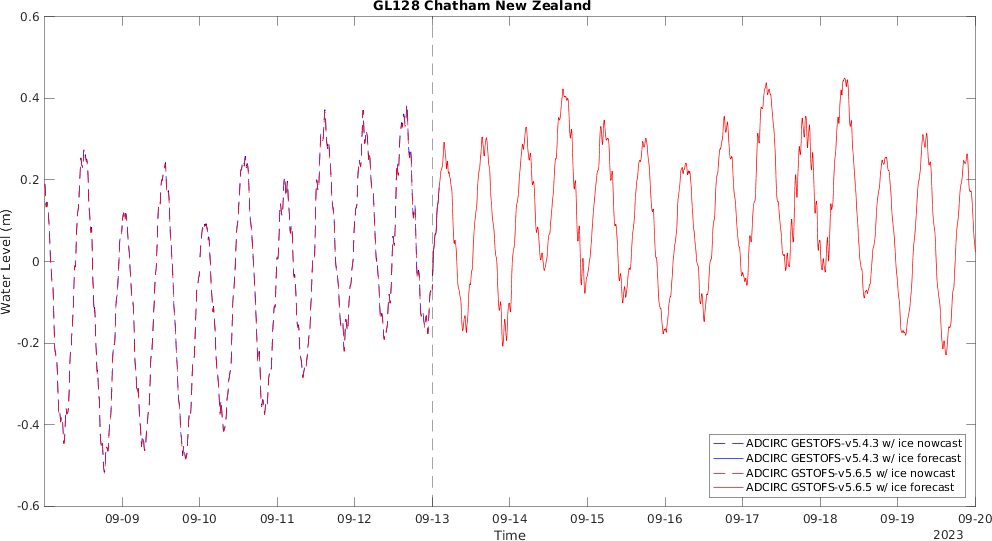 GL128 Chatham New Zealand
0.6
0.4
0.2
0
-0.2
-0.4
-0.6
Water Level (m)
ADCIRC GESTOFS-v5.4.3 w/ ice nowcast
ADCIRC GESTOFS-v5.4.3 w/ ice forecast
ADCIRC GSTOFS-v5.6.5 w/ ice nowcast
ADCIRC GSTOFS-v5.6.5 w/ ice forecast
09-09 09-10 09-11 09-12 09-13 09-14 09-15 09-16 09-17 09-18 09-19 09-20
Time
2023